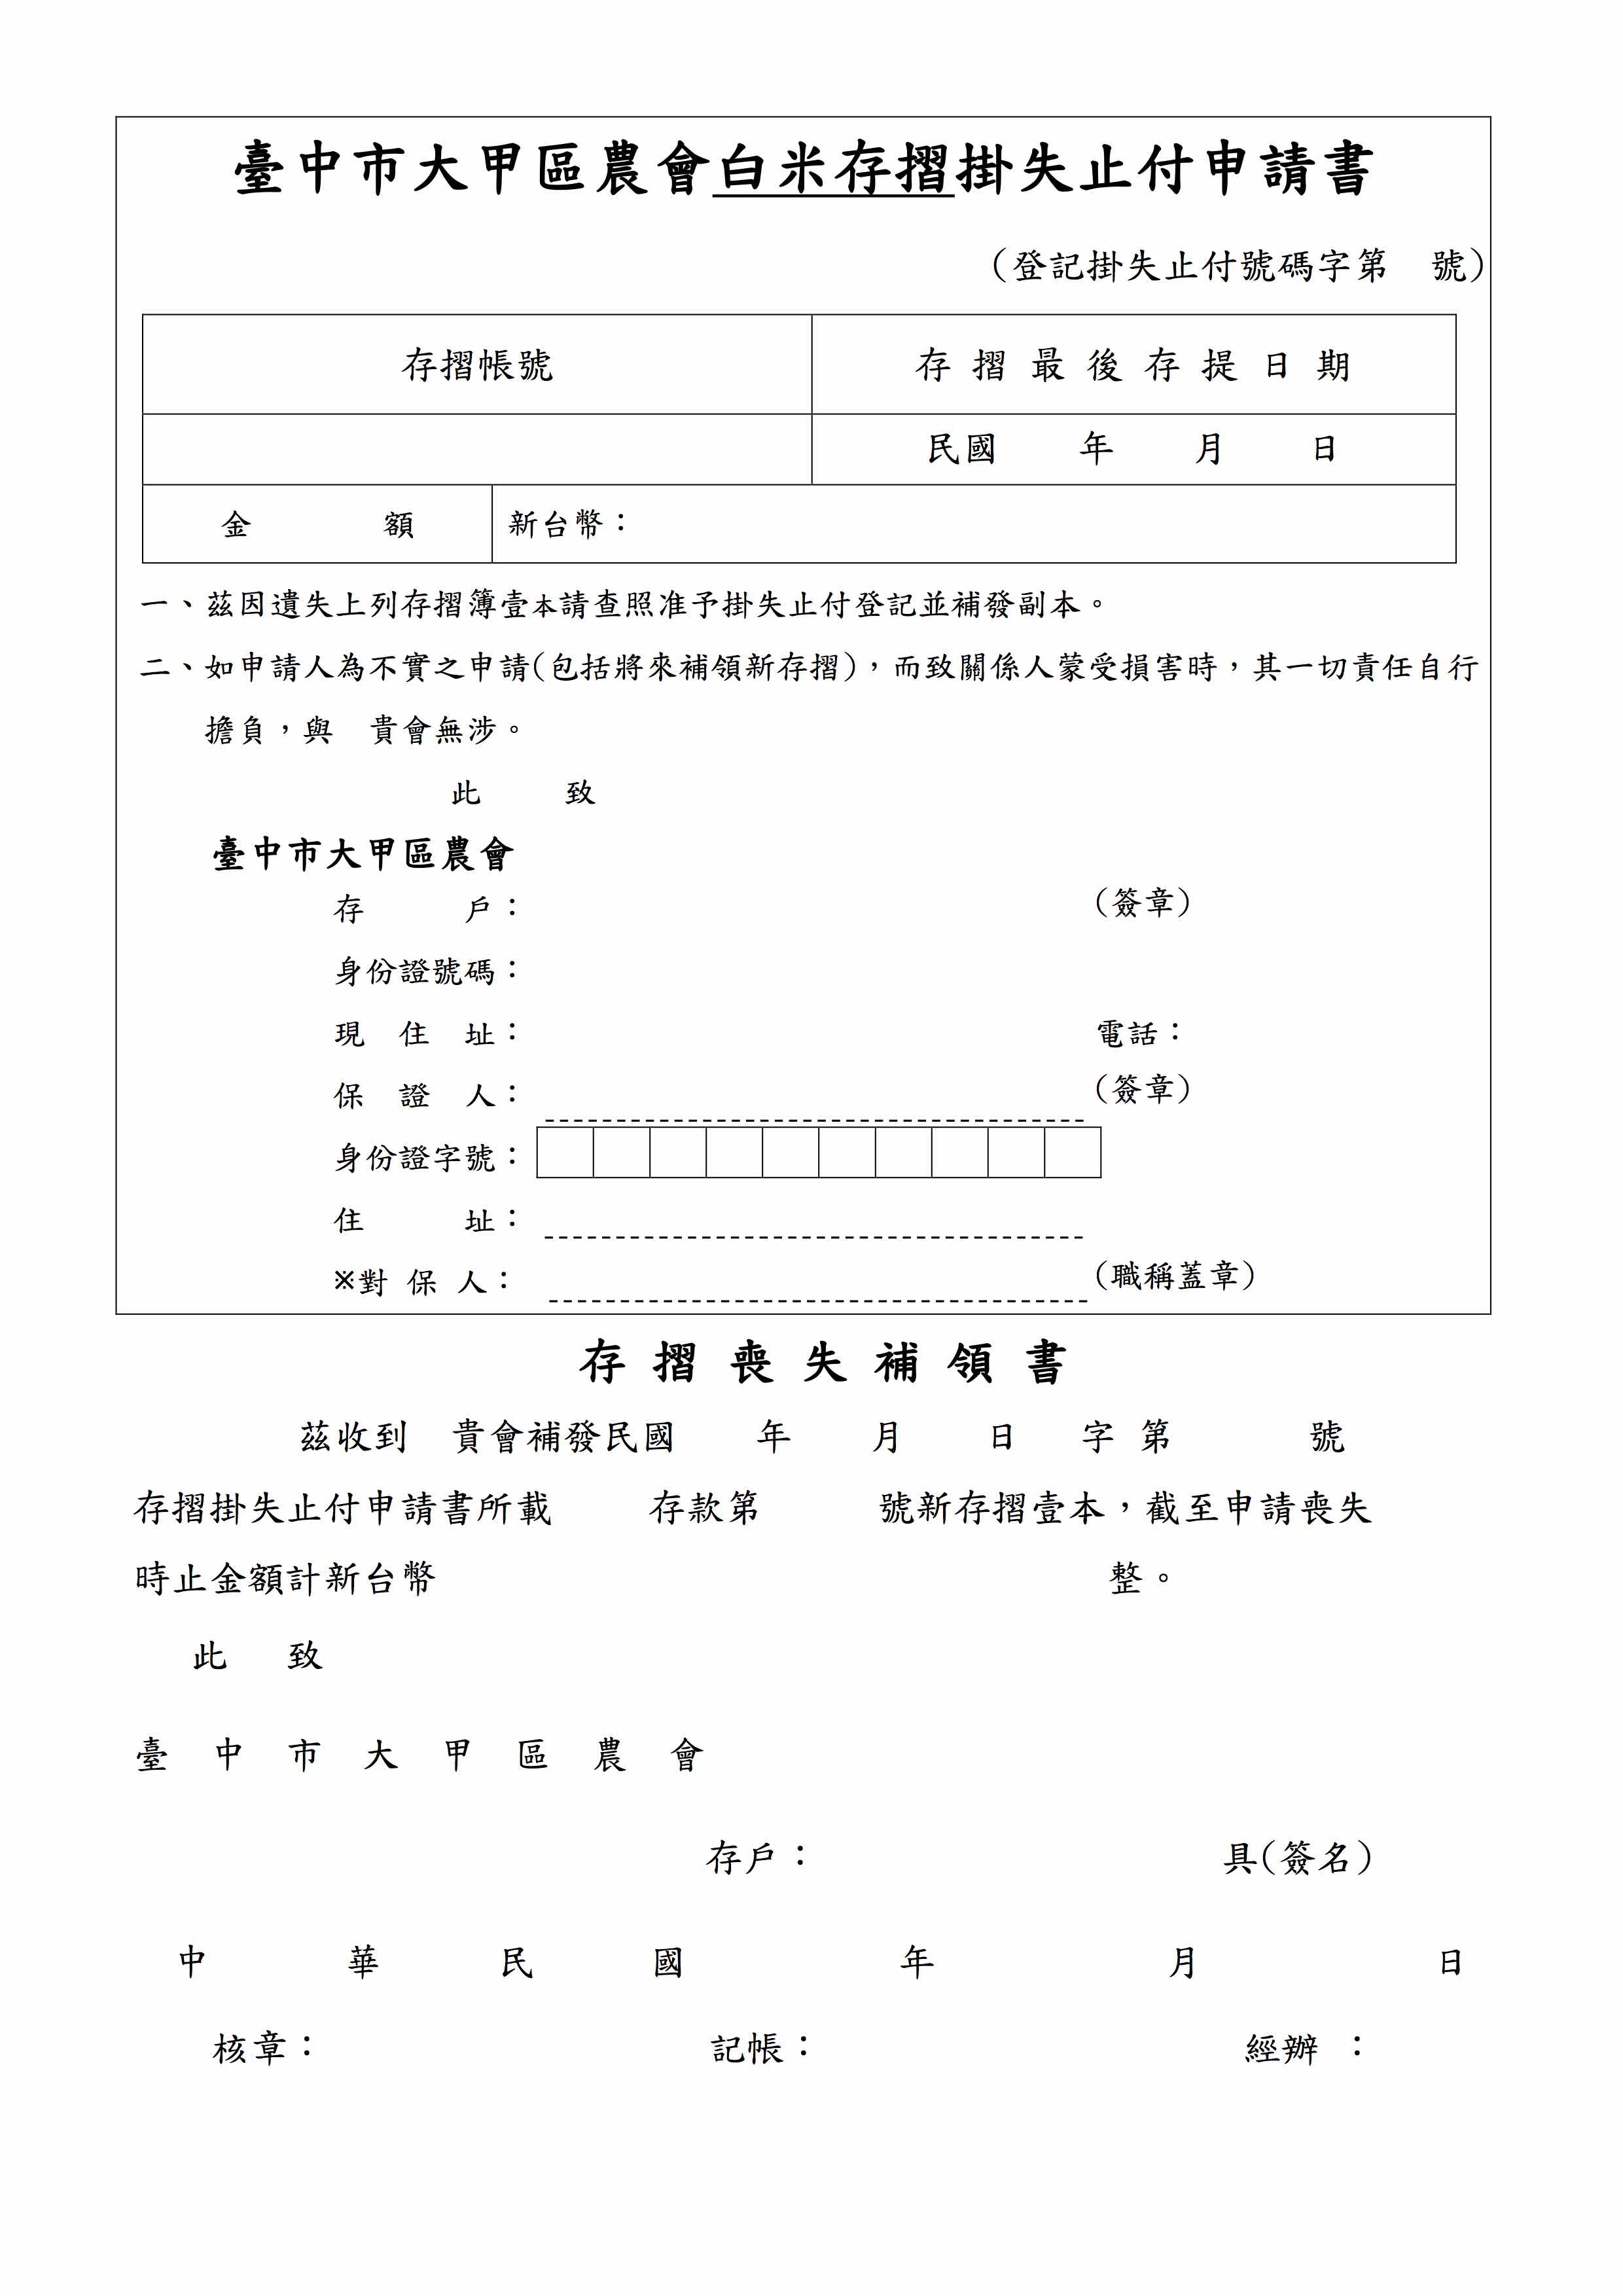 臺中市大甲區農會白米存摺掛失止付申請書
（登記掛失止付號碼字第　號）
存摺帳號　存 摺 最 後 存 提 日 期
民國　　年　　月　　日
金　　　　額　新台幣：
一、茲因遺失上列存摺簿壹本請查照准予掛失止付登記並補發副本。
二、如申請人為不實之申請(包括將來補領新存摺)，而致關係人蒙受損害時，其一切責任自行
擔負，與　貴會無涉。
此　　致
臺中市大甲區農會
存　　　戶：　（簽章）
身份證號碼：
現　住　址：　電話：
保　證　人：　（簽章）
身份證字號：
住　　　址：
※對 保 人：　（職稱蓋章）
存 摺 喪 失 補 領 書
茲收到　貴會補發民國　　年　　月　　日　　字 第　　　　號
存摺掛失止付申請書所載　　　存款第　　　號新存摺壹本，截至申請喪失
時止金額計新台幣　　　　　　　　整。
此　致
臺 中 市 大 甲 區 農 會
存戶：　　　　　　具(簽名)
中　　華　　民　　國　　　年　　　月　　　日
核章：　　　　　記帳：　　　　　經辦 ：